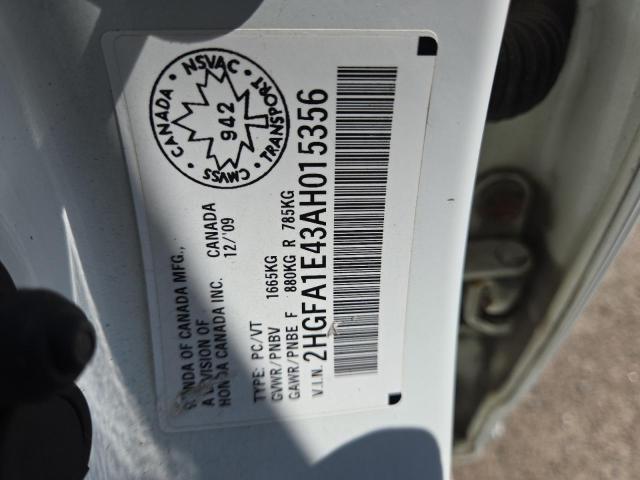 HONDA OF CANADA MFG.,
A DIVISION OF
HONDA CANADA INC.
CANADA
12/'09
TYPE: PC/VT
GVWR/PNBV 1665KG
GAWR/PNBE F 880KG R 785KG
V.I.N. 2HGFA1E43AH015356
CANADA • NSVAC • TRANSPORT • CMVSS •
942